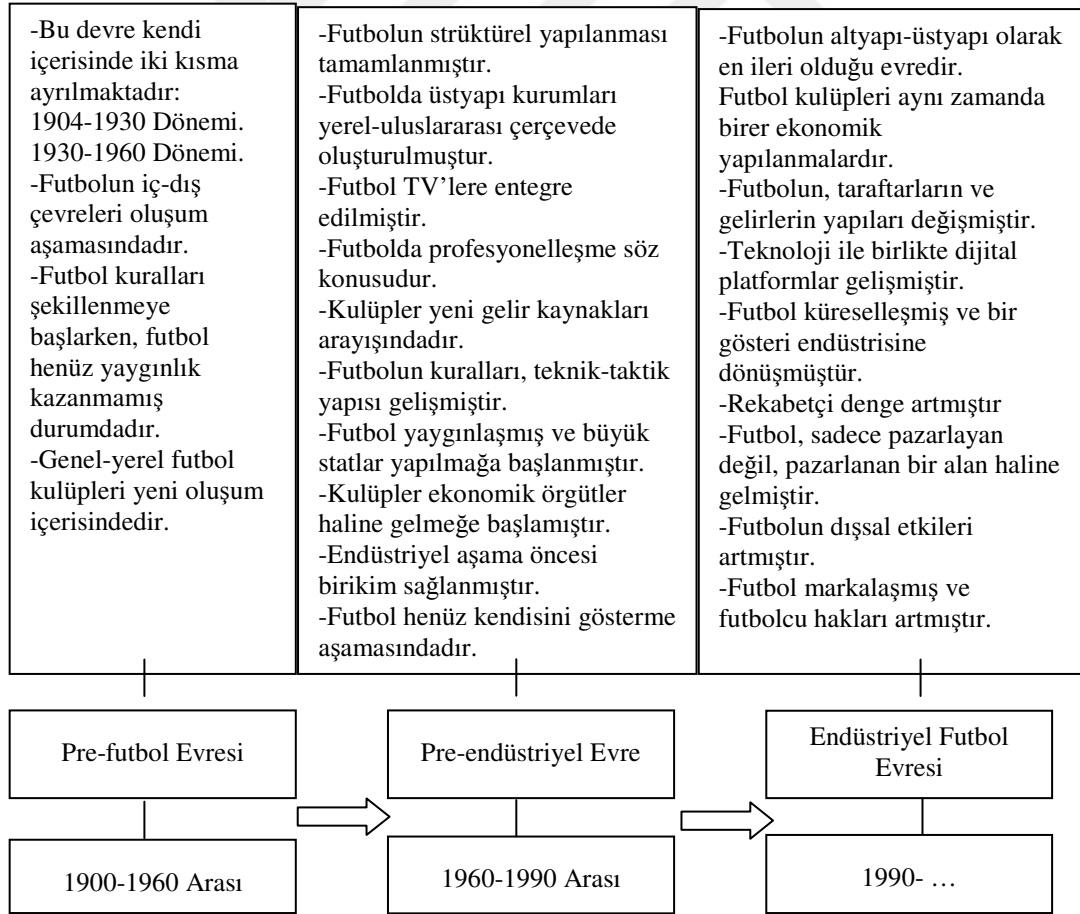 -Bu devre kendi
içerisinde iki kısma
ayrılmaktadır:
1904-1930 Dönemi.
1930-1960 Dönemi.
-Futbolun iç-dış
çevreleri oluşum
aşamasındadır.
-Futbol kuralları
şekillenmeye
başlarken, futbol
henüz yaygınlık
kazanmamış
durumdadır.
-Genel-yerel futbol
kulüpleri yeni oluşum
içerisindedir.
-Futbolun strüktürel yapılanması
tamamlanmıştır.
-Futbolda üstyapı kurumları
yerel-uluslararası çerçevede
oluşturulmuştur.
-Futbol TV’lere entegre
edilmiştir.
-Futbolda profesyonelleşme söz
konusudur.
-Kulüpler yeni gelir kaynakları
arayışındadır.
-Futbolun kuralları, teknik-taktik
yapısı gelişmiştir.
-Futbol yaygınlaşmış ve büyük
statlar yapılmağa başlanmıştır.
-Kulüpler ekonomik örgütler
haline gelmeğe başlamıştır.
-Endüstriyel aşama öncesi
birikim sağlanmıştır.
-Futbol henüz kendisini gösterme
aşamasındadır.
-Futbolun altyapı-üstyapı olarak
en ileri olduğu evredir.
Futbol kulüpleri aynı zamanda
birer ekonomik
yapılanmalardır.
-Futbolun, taraftarların ve
gelirlerin yapıları değişmiştir.
-Teknoloji ile birlikte dijital
platformlar gelişmiştir.
-Futbol küreselleşmiş ve bir
gösteri endüstrisine
dönüşmüştür.
-Rekabetçi denge artmıştır
-Futbol, sadece pazarlayan
değil, pazarlanan bir alan haline
gelmiştir.
-Futbolun dışsal etkileri
artmıştır.
-Futbol markalaşmış ve
futbolcu hakları artmıştır.
Pre-futbol Evresi
Pre-endüstriyel Evre
Endüstriyel Futbol
Evresi
1900-1960 Arası
1960-1990 Arası
1990- …